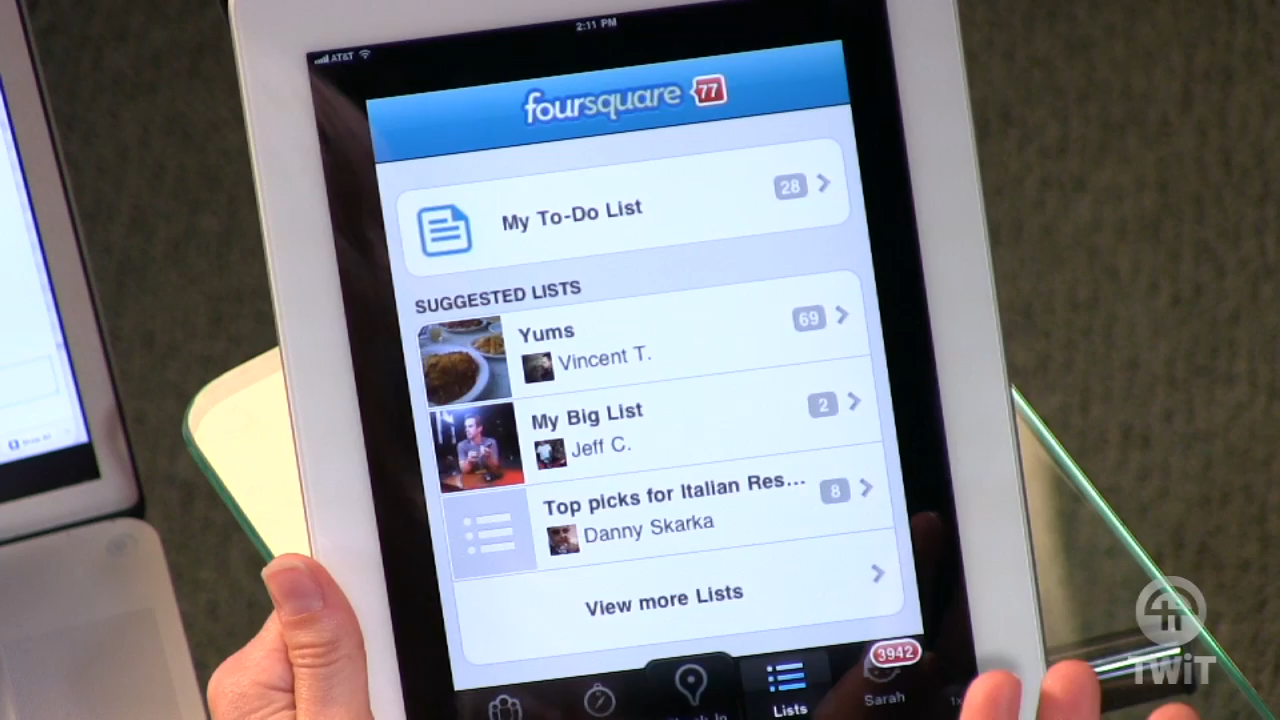 2:11 PM
AT&T
foursquare 77
My To-Do List 28
SUGGESTED LISTS
Yums 69
Vincent T.
My Big List 2
Jeff C.
Top picks for Italian Res... 8
Danny Skarka
View more Lists
3942
Lists
Sarah
1x
TWiT